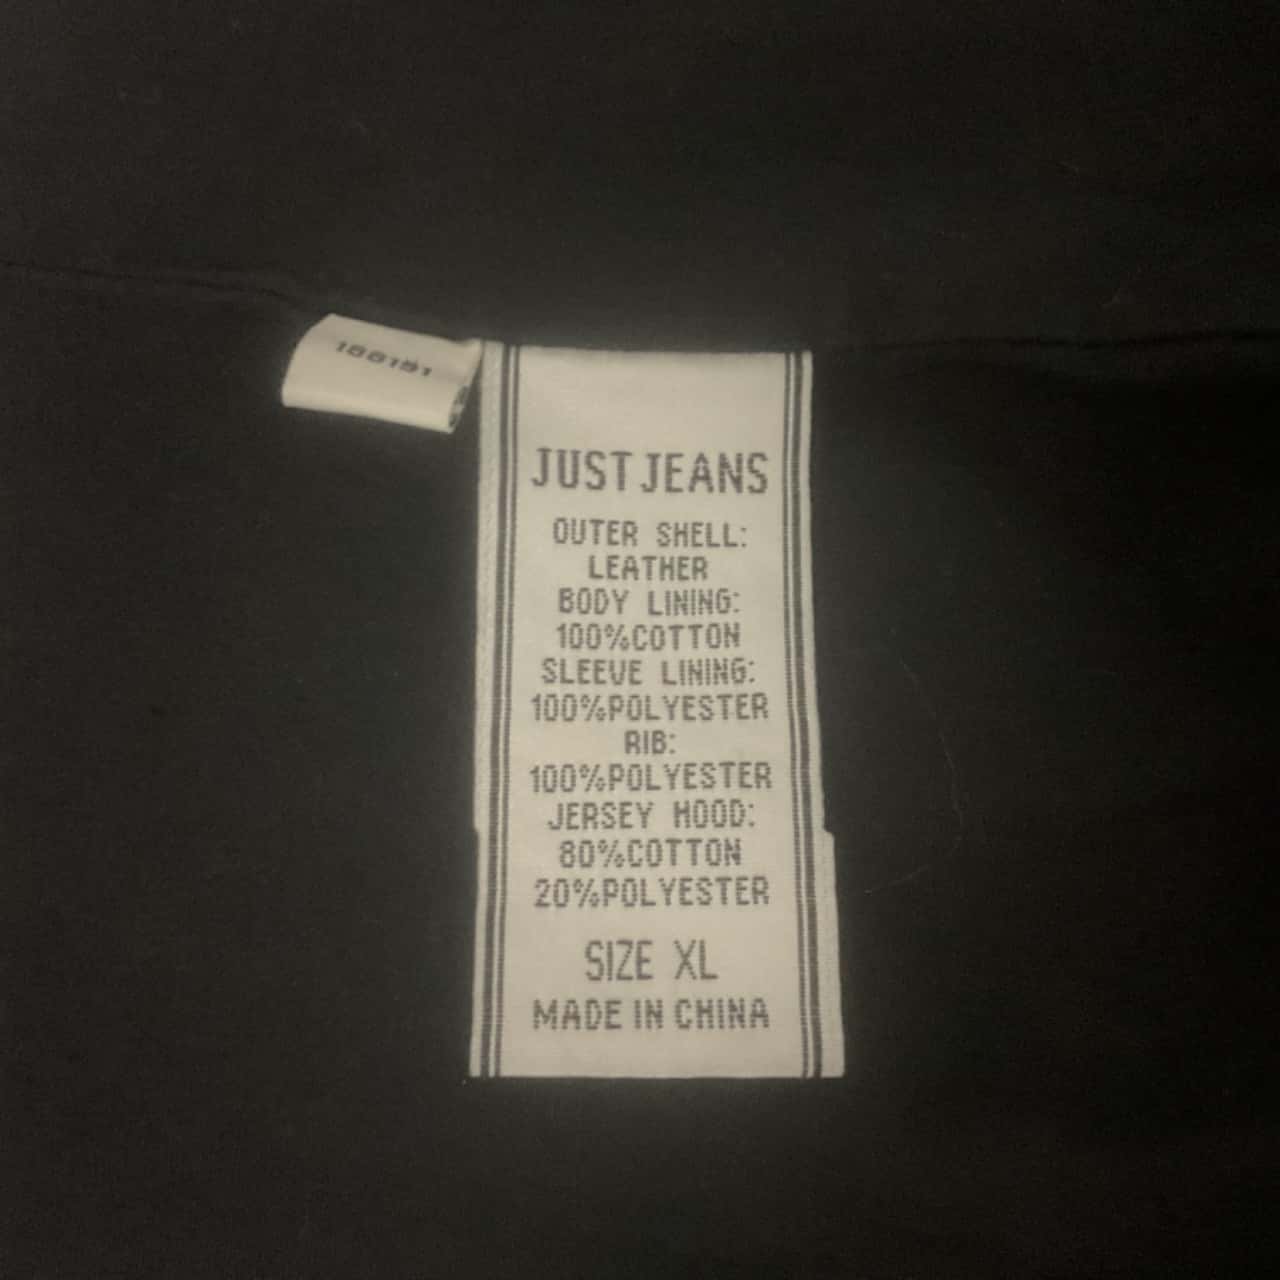 188191
JUST JEANS
OUTER SHELL:
LEATHER
BODY LINING:
100%COTTON
SLEEVE LINING:
100%POLYESTER
RIB:
100%POLYESTER
JERSEY HOOD:
80%COTTON
20%POLYESTER
SIZE XL
MADE IN CHINA